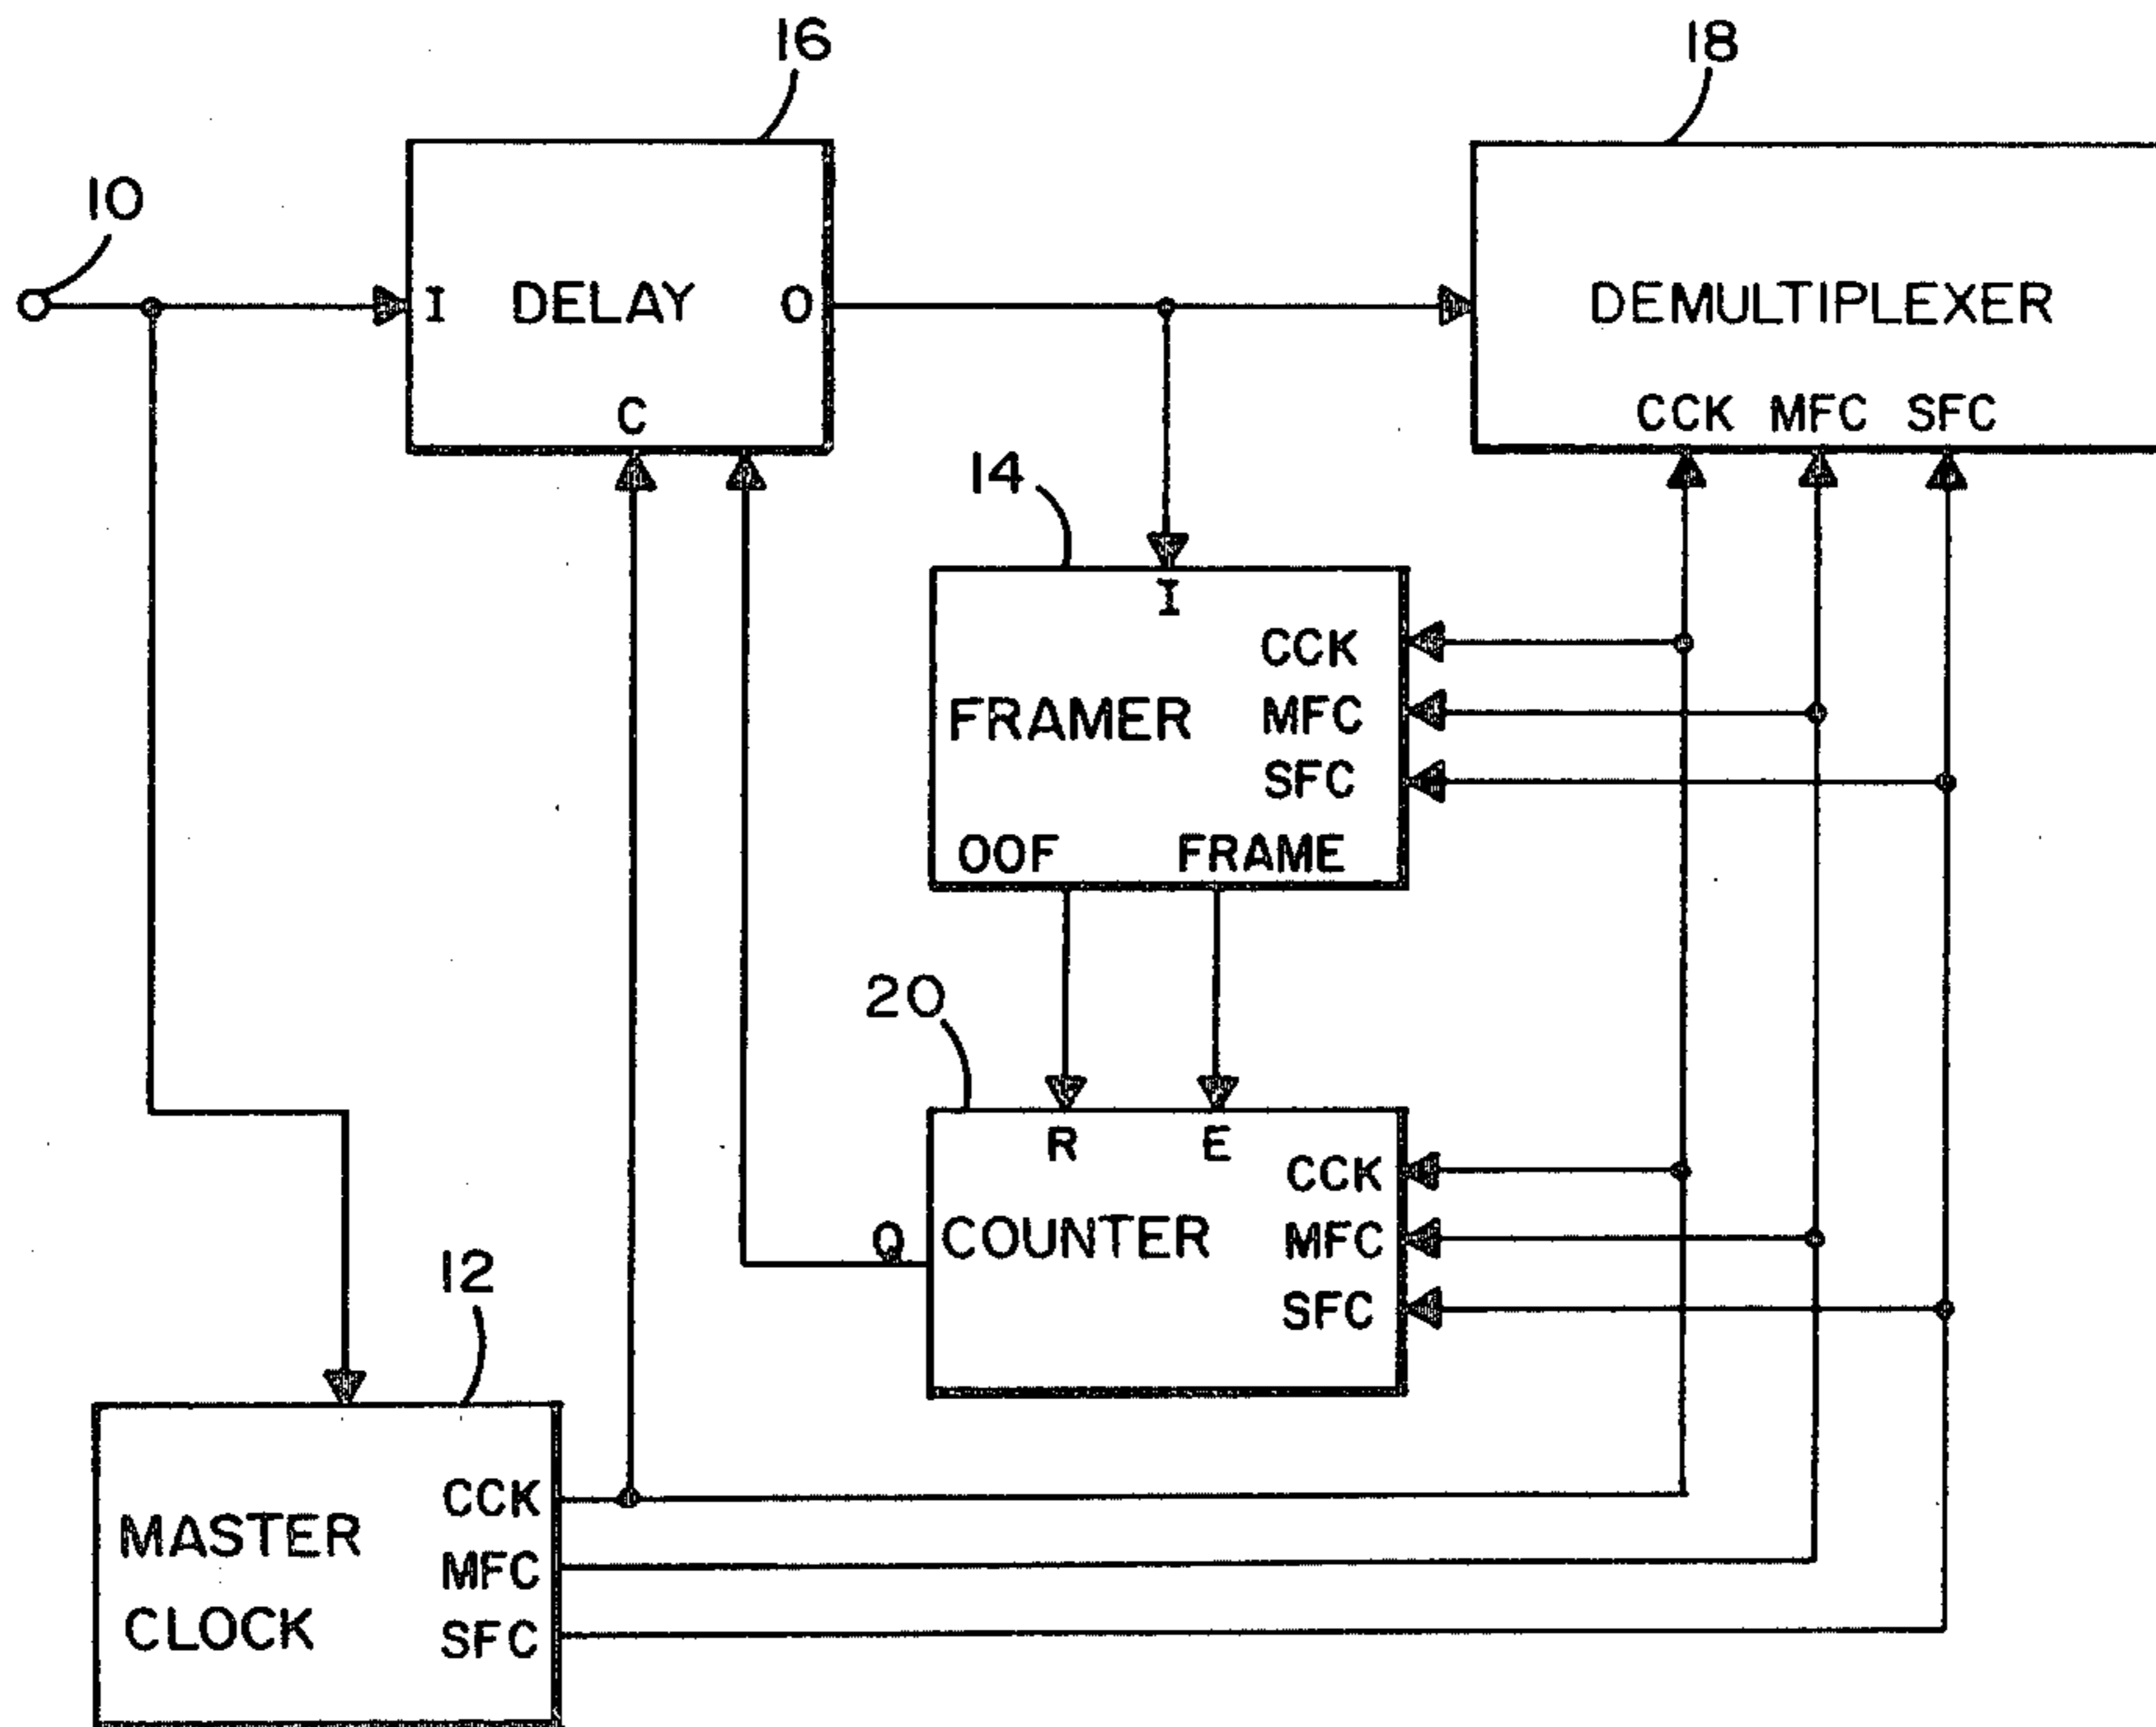 16
18
10
I DELAY O
C
DEMULTIPLEXER
CCK MFC SFC
14
I
CCK
FRAMER MFC
SFC
OOF FRAME
20
R E
CCK
Q COUNTER MFC
SFC
12
CCK
MASTER
MFC
CLOCK
SFC